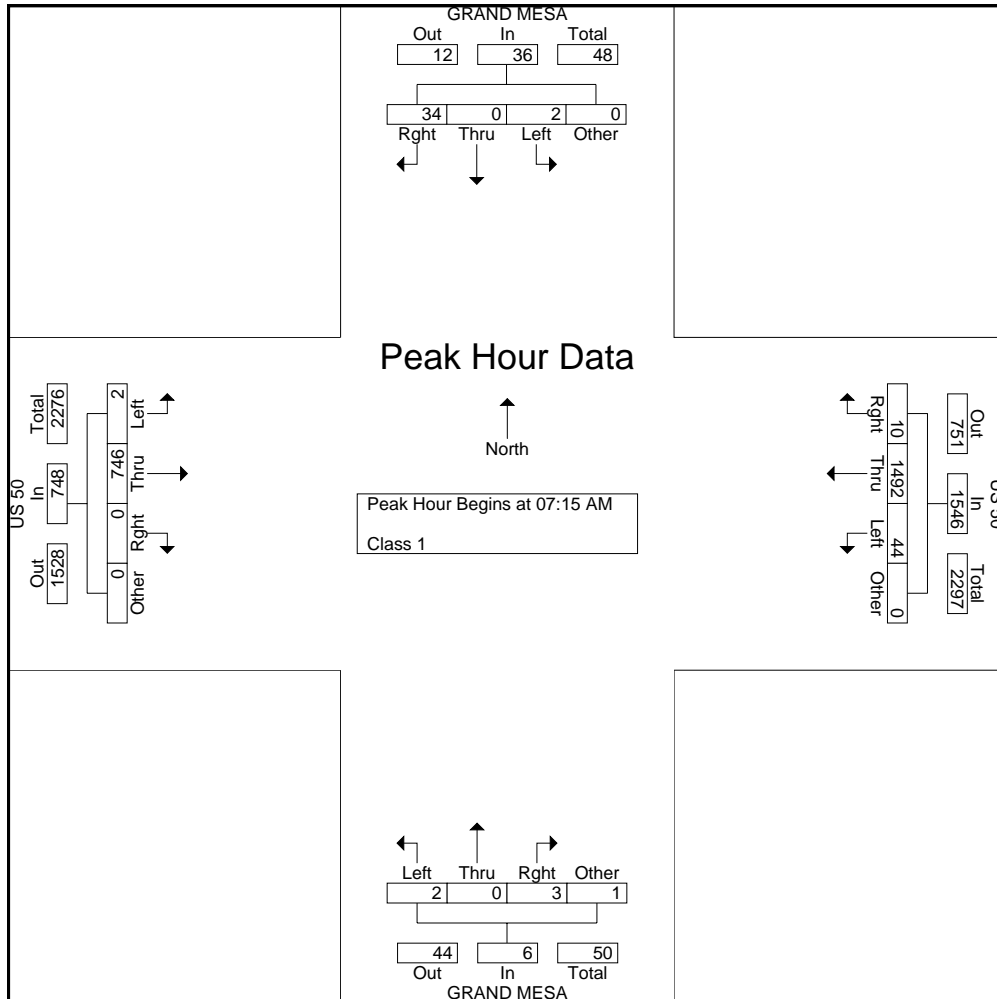 GRAND MESA
Out In Total
12 36 48
34 0 2 0
Rght Thru Left Other
Peak Hour Data
North
Peak Hour Begins at 07:15 AM
Class 1
US 50
Total In Out
2276 748 1528
2 746 0 0
Left Thru Rght Other
US 50
Out In Total
751 1546 2297
10 1492 44 0
Rght Thru Left Other
Left Thru Rght Other
2 0 3 1
44 6 50
Out In Total
GRAND MESA